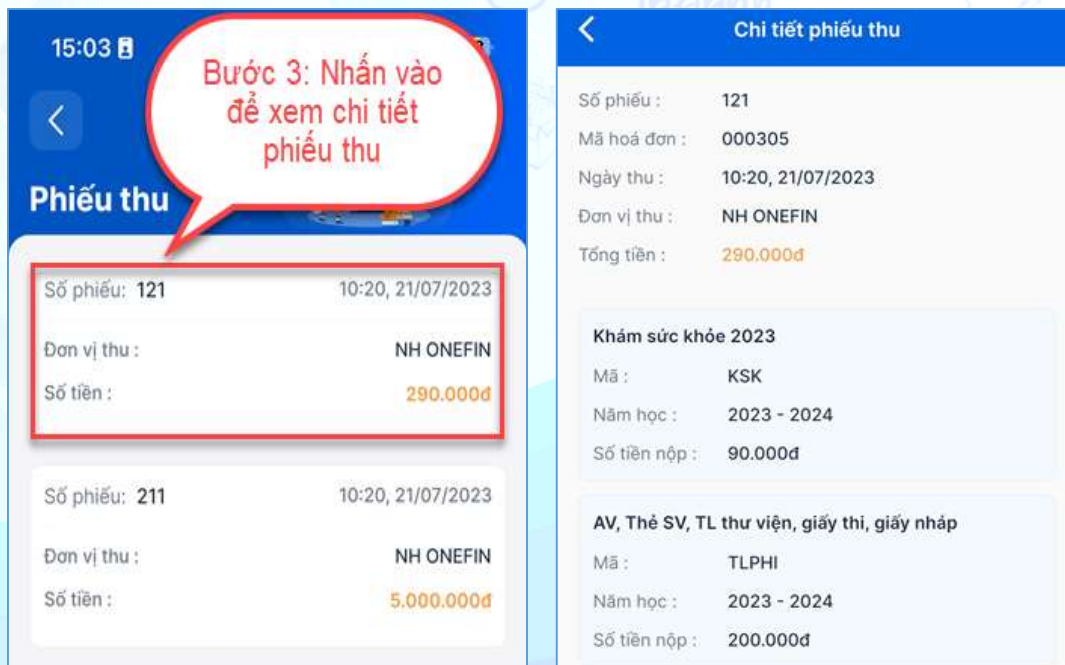 15:03
Bước 3: Nhấn vào
để xem chi tiết
phiếu thu
Phiếu thu
Số phiếu: 121 10:20, 21/07/2023
Đơn vị thu : NH ONEFIN
Số tiền : 290.000đ
Số phiếu: 211 10:20, 21/07/2023
Đơn vị thu : NH ONEFIN
Số tiền : 5.000.000đ
Chi tiết phiếu thu
Số phiếu : 121
Mã hoá đơn : 000305
Ngày thu : 10:20, 21/07/2023
Đơn vị thu : NH ONEFIN
Tổng tiền : 290.000đ
Khám sức khỏe 2023
Mã : KSK
Năm học : 2023 - 2024
Số tiền nộp : 90.000đ
AV, Thẻ SV, TL thư viện, giấy thi, giấy nháp
Mã : TLPHI
Năm học : 2023 - 2024
Số tiền nộp : 200.000đ